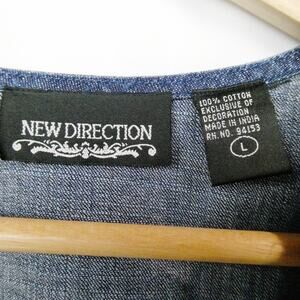 NEW DIRECTION
100% COTTON
EXCLUSIVE OF
DECORATION
MADE IN INDIA
RN. NO. 94153
L